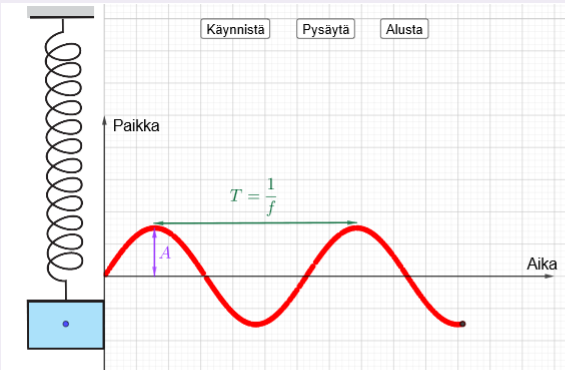 Käynnistä Pysäytä Alusta
Paikka
T = 1/f
A
Aika